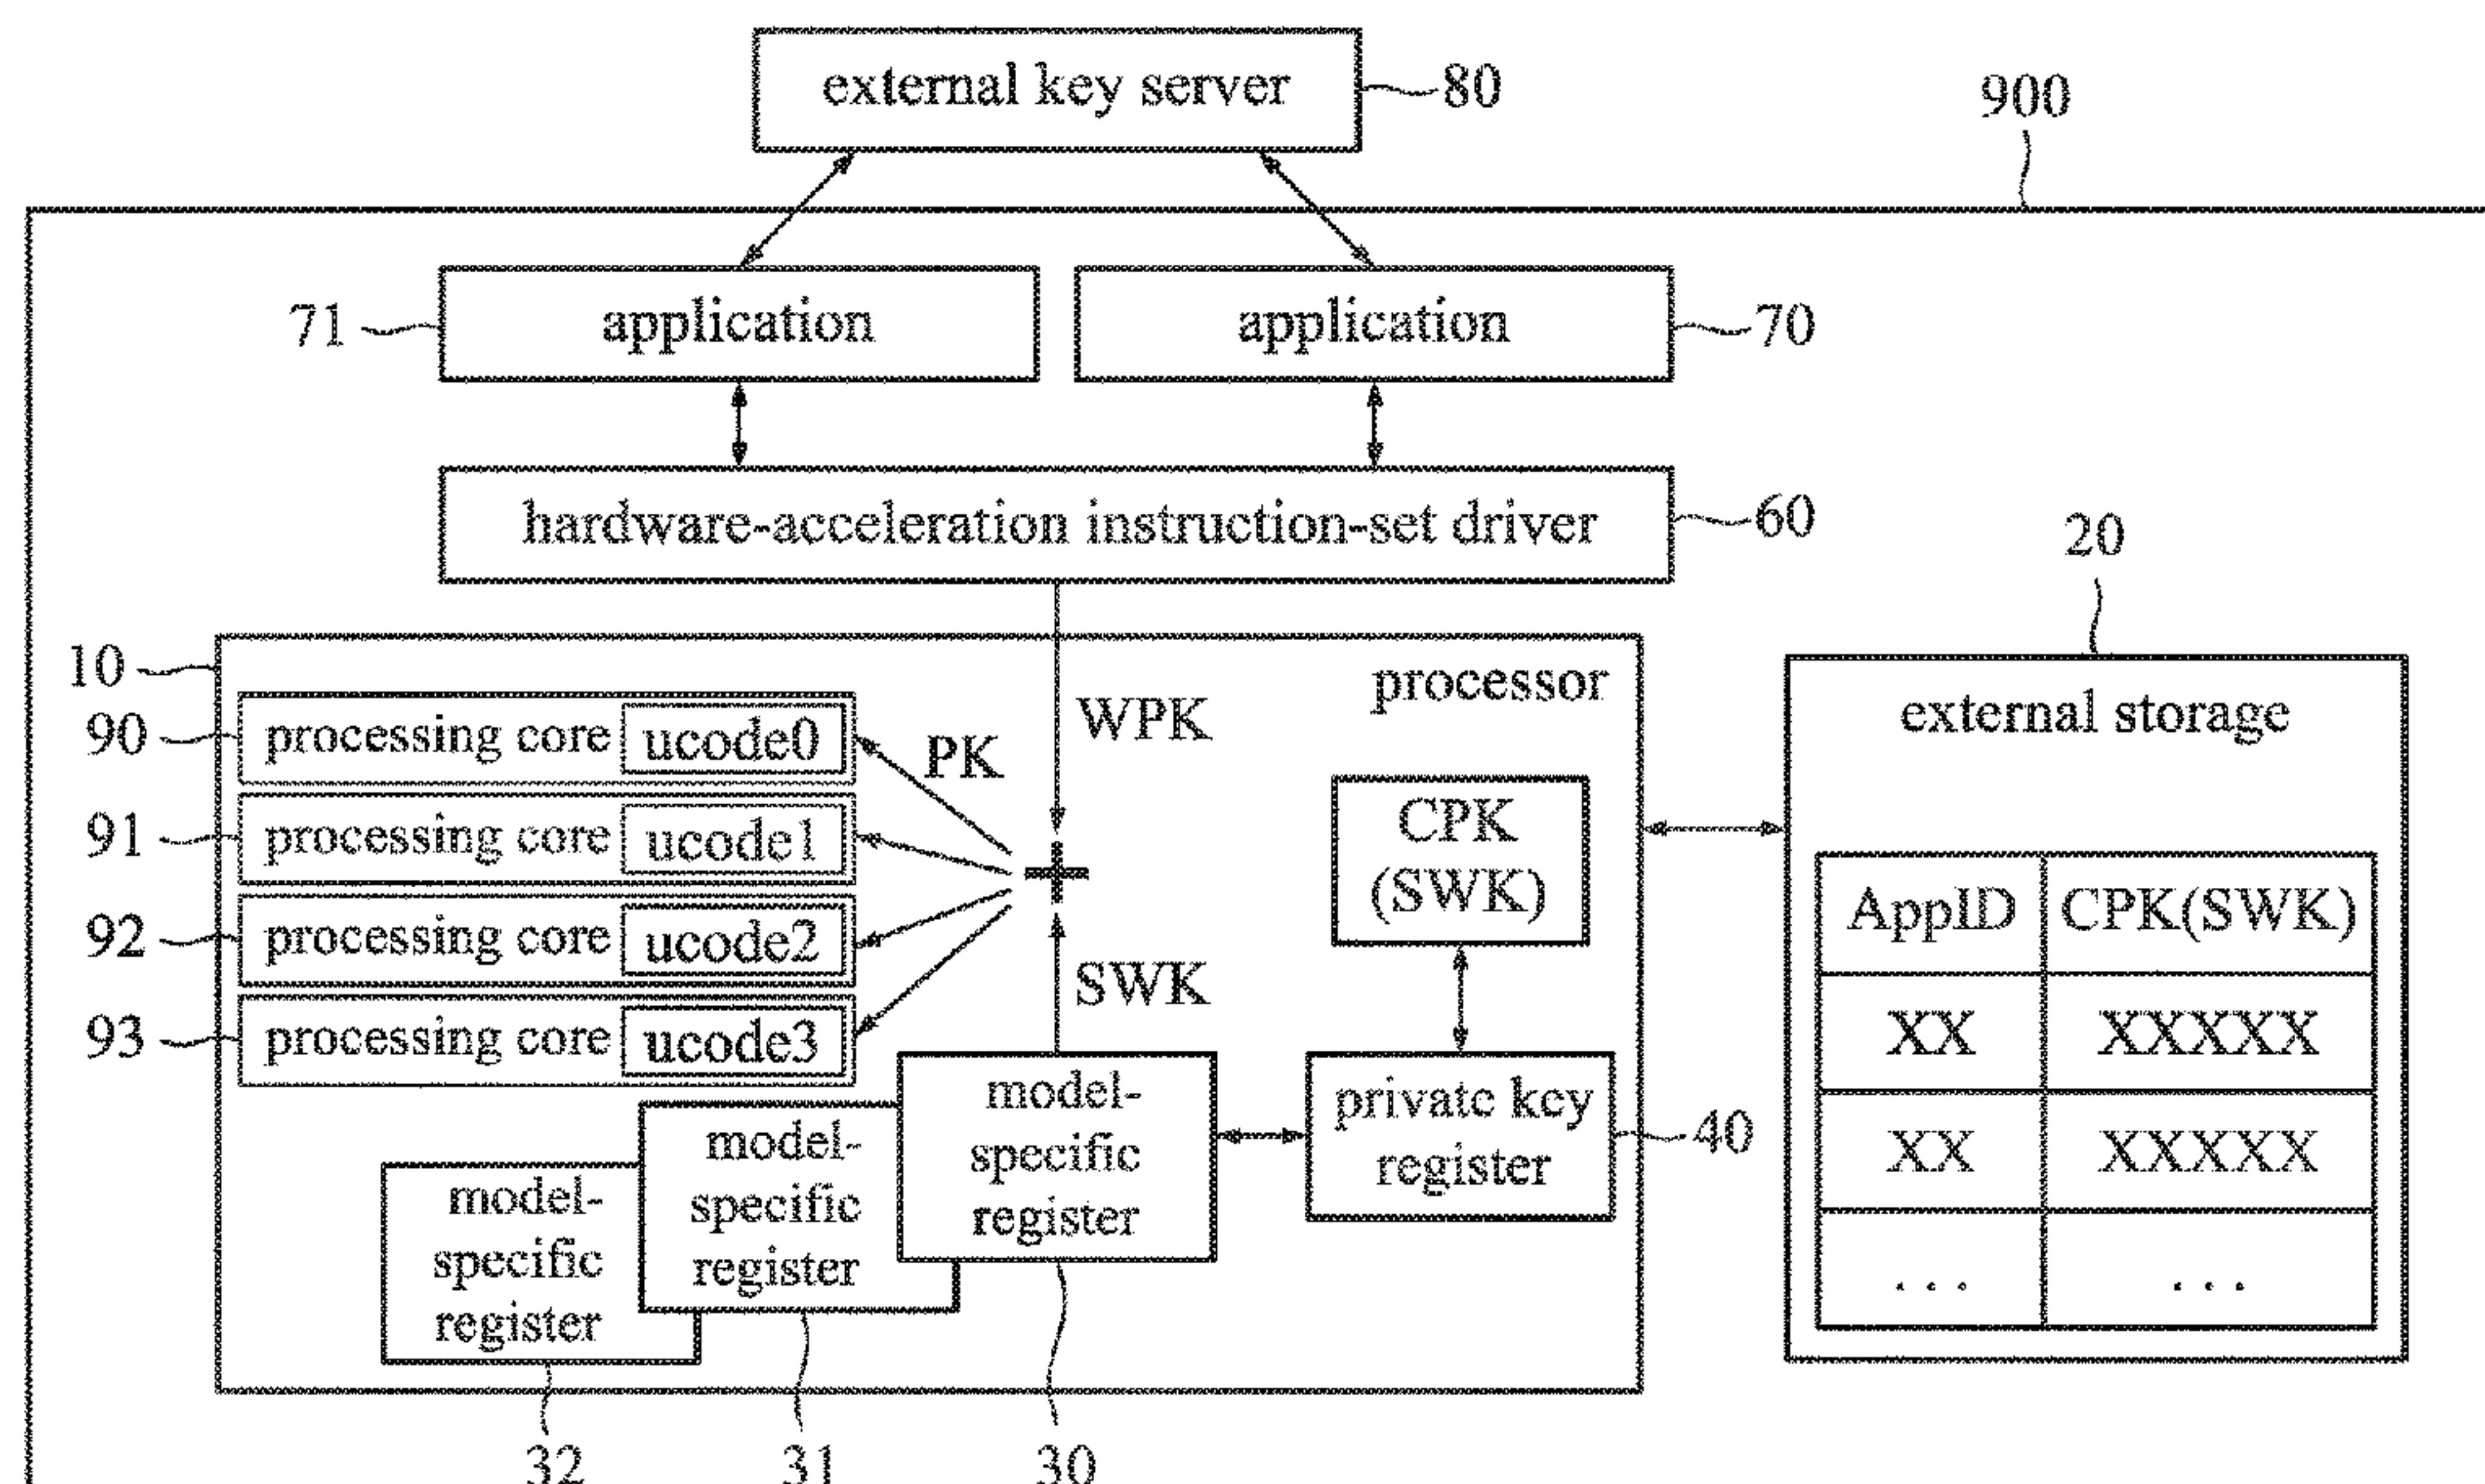 external key server
80
900
71
application
application
70
hardware-acceleration instruction-set driver
60
20
10
processor
external storage
90
processing core
ucode0
PK
WPK
91
processing core
ucode1
CPK
(SWK)
92
processing core
ucode2
AppID
CPK(SWK)
93
processing core
ucode3
SWK
XX
XXXXX
XX
XXXXX
. . .
. . .
model-
specific
register
model-
specific
register
model-
specific
register
private key
register
40
32
31
30